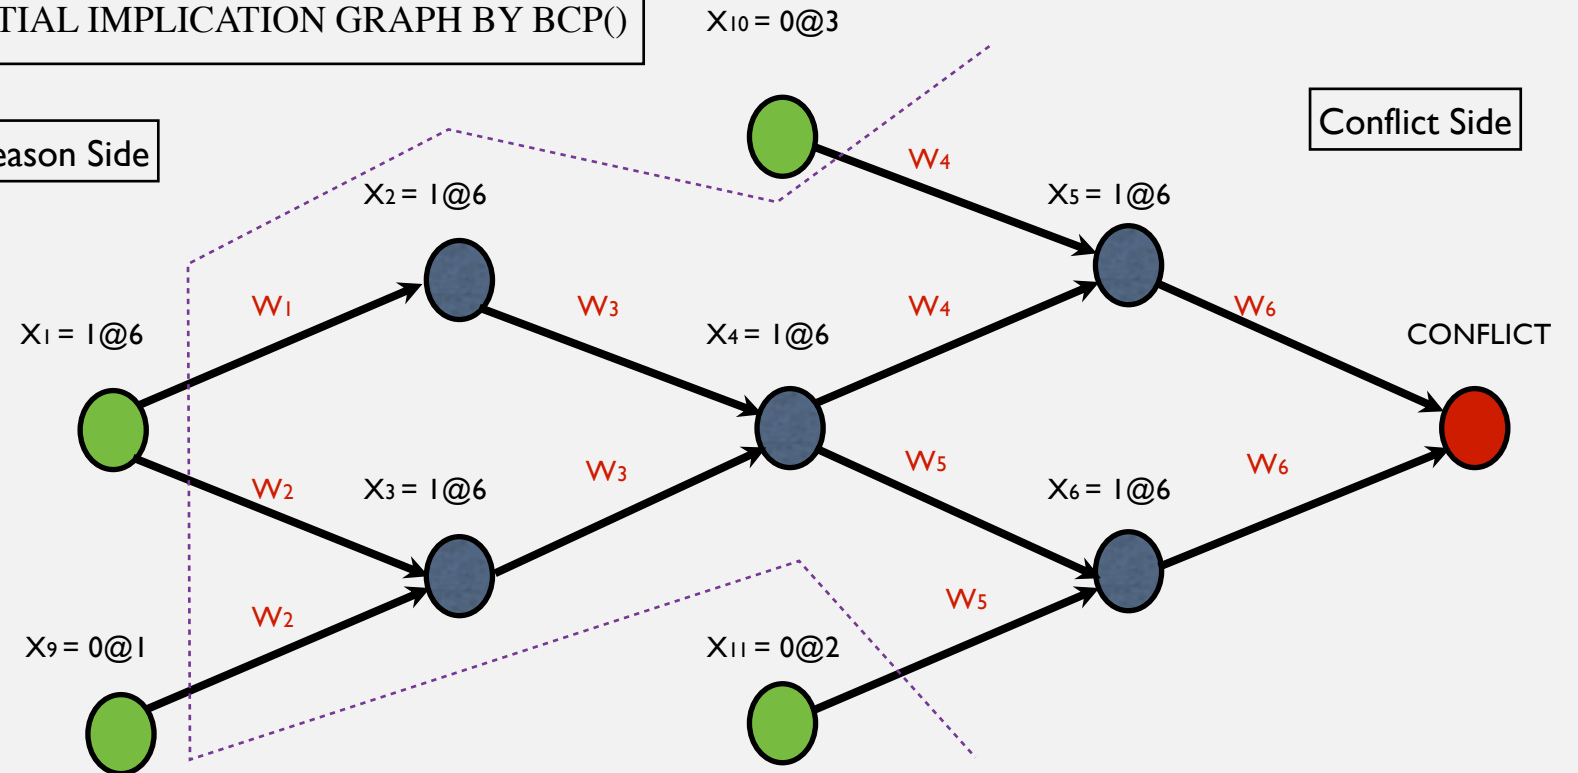 TIAL IMPLICATION GRAPH BY BCP()
X10 = 0@3
Conflict Side
eason Side
W4
X2 = 1@6
X5 = 1@6
W1
W3
W4
W6
X1 = 1@6
X4 = 1@6
CONFLICT
W2
X3 = 1@6
W3
W5
X6 = 1@6
W6
W2
W5
X9 = 0@1
X11 = 0@2